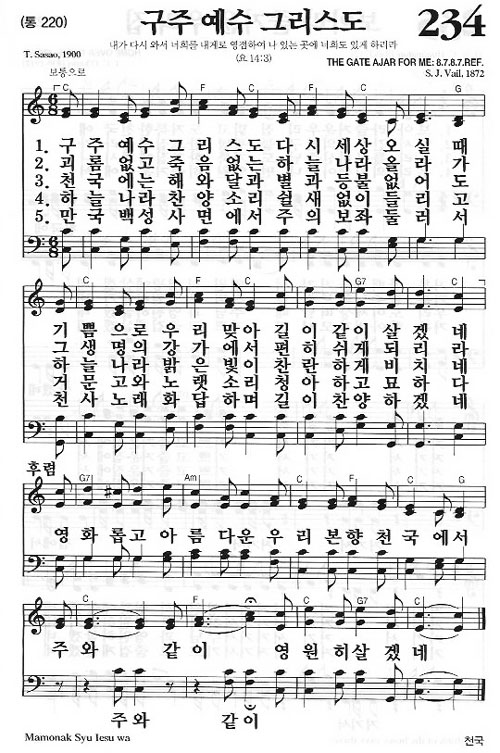 (통 220)
구주 예수 그리스도
234
내가 다시 와서 너희를 내게로 영접하여 나 있는 곳에 너희도 있게 하리라
(요 14:3)
T. Sasao, 1900
THE GATE AJAR FOR ME: 8.7.8.7.REF.
S. J. Vail, 1872
보통으로
C F C
1. 구 주 예 수 그 리 스 도 다 시 세 상 오 실 때
2. 괴 롬 없 고 죽 음 없 는 하 늘 나 라 올 라 가
3. 천 국 에 는 해 와 달 과 별 과 등 불 없 어 도
4. 하 늘 나 라 찬 양 소 리 쉴 새 없 이 들 리 고
5. 만 국 백 성 사 면 에 서 주 의 보 좌 둘 러 서
C F C G7 C
기 쁨 으 로 우 리 맞 아 길 이 같 이 살 겠 네
그 생 명 의 강 가 에 서 편 히 쉬 게 되 리 라
하 늘 나 라 밝 은 빛 이 찬 란 하 게 비 치 네
거 문 고 와 노 랫 소 리 청 아 하 고 묘 하 다
천 사 노 래 화 답 하 며 길 이 찬 양 하 겠 네
후렴
G7 Am C
영 화 롭 고 아 름 다 운 우 리 본 향 천 국 에 서
F C G7 C
주 와 같 이 영 원 히 살 겠 네
주 와 같 이
Mamonak Syu Iesu wa
천국